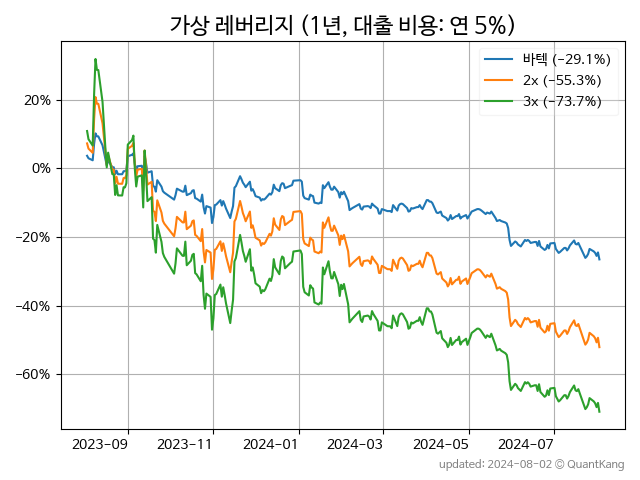 가상 레버리지 (1년, 대출 비용: 연 5%)
바텍 (−29.1%)
2x (−55.3%)
3x (−73.7%)
20%
0%
−20%
−40%
−60%
2023-09
2023-11
2024-01
2024-03
2024-05
2024-07
updated: 2024-08-02 © QuantKang